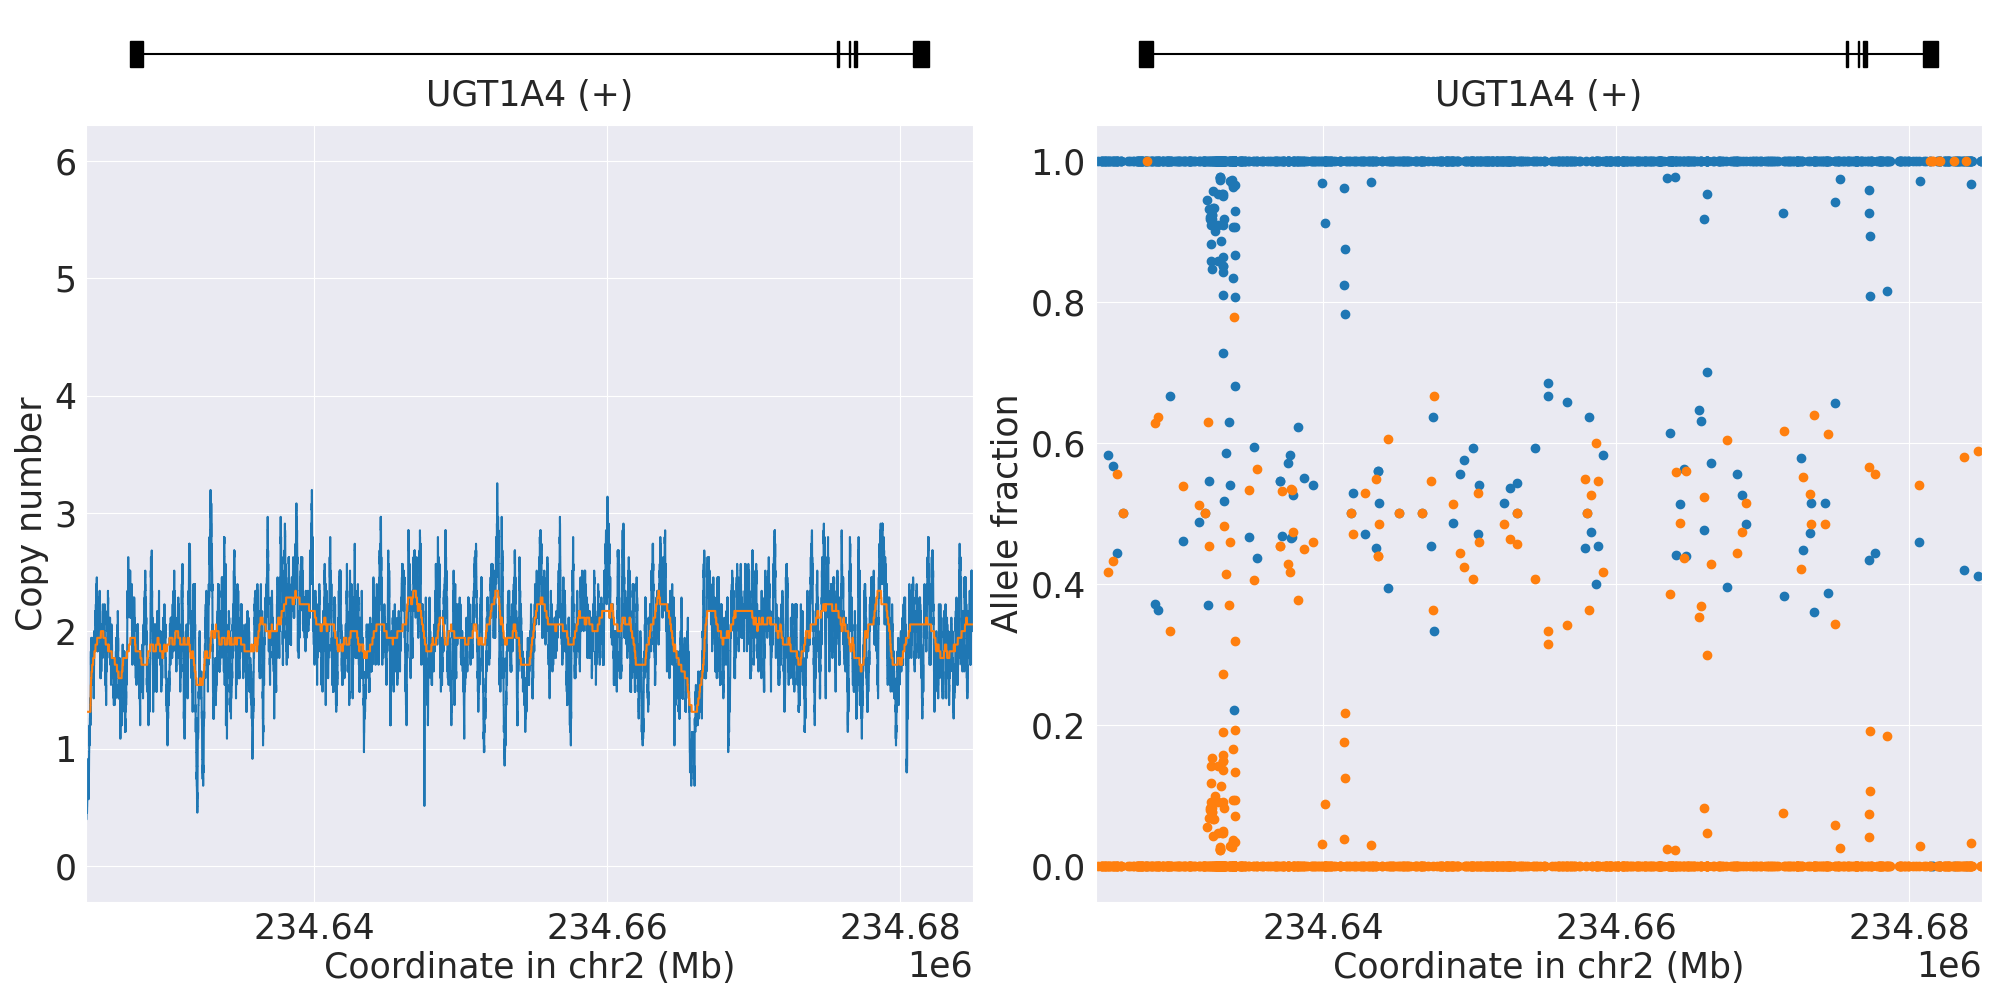 UGT1A4 (+)
6
5
4
3
2
1
0
Copy number
234.64 234.66 234.68
1e6
Coordinate in chr2 (Mb)
UGT1A4 (+)
1.0
0.8
0.6
0.4
0.2
0.0
Allele fraction
234.64 234.66 234.68
1e6
Coordinate in chr2 (Mb)